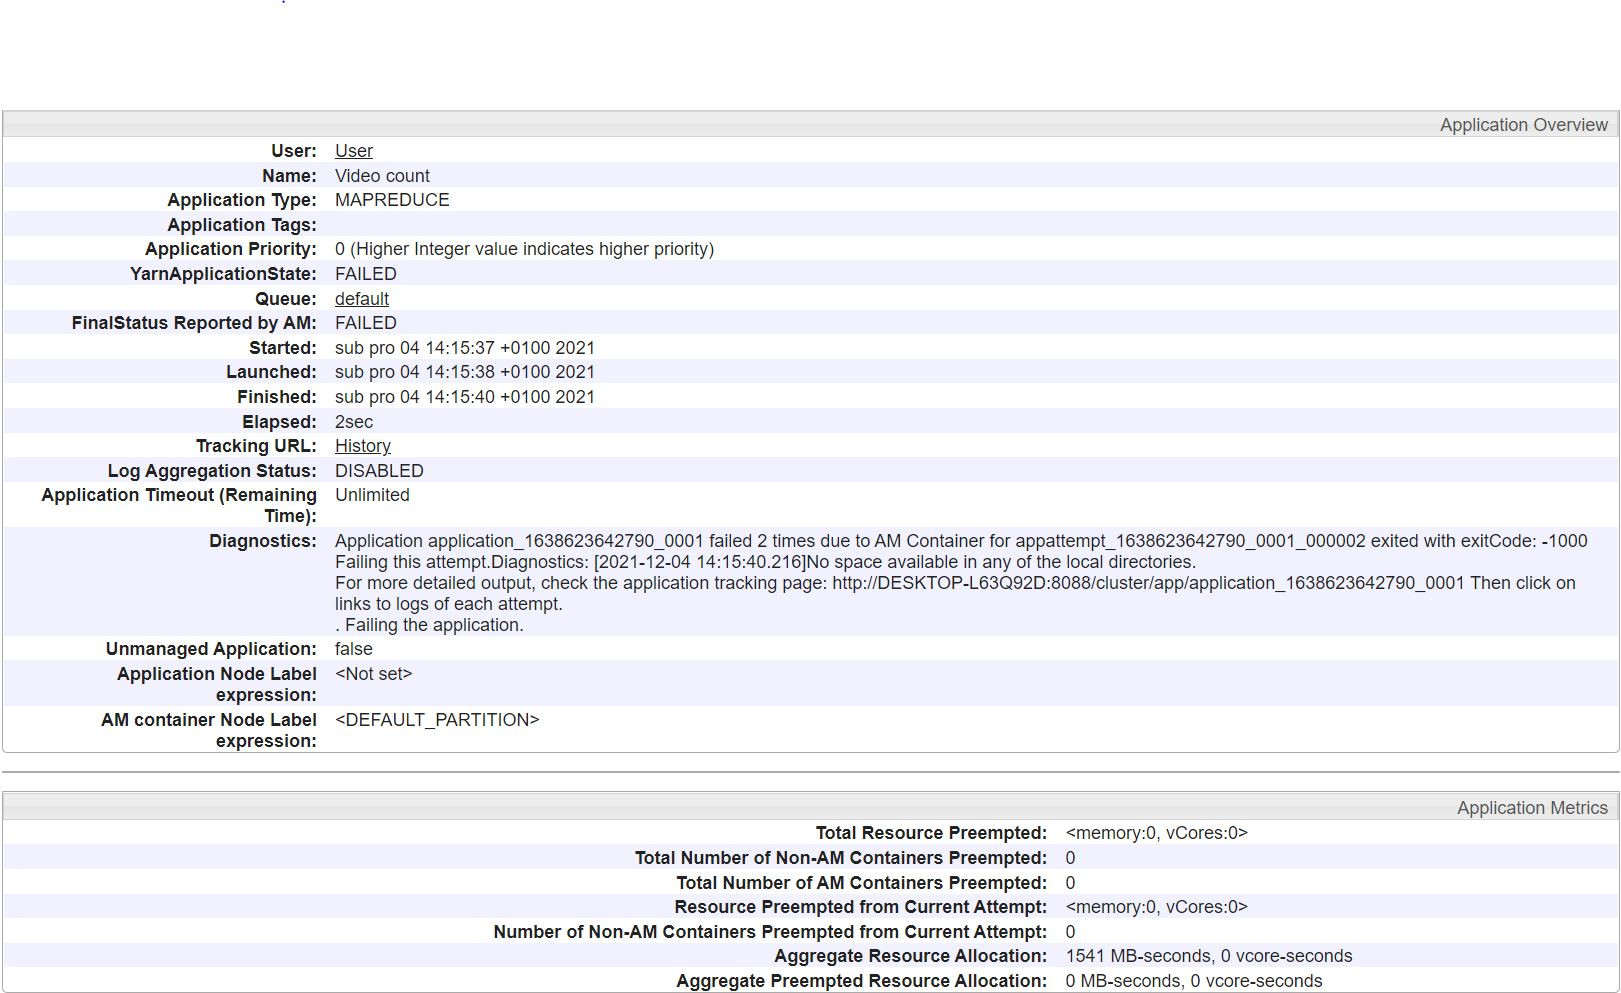 Application Overview
User: User
Name: Video count
Application Type: MAPREDUCE
Application Tags:
Application Priority: 0 (Higher Integer value indicates higher priority)
YarnApplicationState: FAILED
Queue: default
FinalStatus Reported by AM: FAILED
Started: sub pro 04 14:15:37 +0100 2021
Launched: sub pro 04 14:15:38 +0100 2021
Finished: sub pro 04 14:15:40 +0100 2021
Elapsed: 2sec
Tracking URL: History
Log Aggregation Status: DISABLED
Application Timeout (Remaining Unlimited
Time):
Diagnostics: Application application_1638623642790_0001 failed 2 times due to AM Container for appattempt_1638623642790_0001_000002 exited with exitCode: -1000
Failing this attempt.Diagnostics: [2021-12-04 14:15:40.216]No space available in any of the local directories.
For more detailed output, check the application tracking page: http://DESKTOP-L63Q92D:8088/cluster/app/application_1638623642790_0001 Then click on
links to logs of each attempt.
. Failing the application.
Unmanaged Application: false
Application Node Label <Not set>
expression:
AM container Node Label <DEFAULT_PARTITION>
expression:
Application Metrics
Total Resource Preempted: <memory:0, vCores:0>
Total Number of Non-AM Containers Preempted: 0
Total Number of AM Containers Preempted: 0
Resource Preempted from Current Attempt: <memory:0, vCores:0>
Number of Non-AM Containers Preempted from Current Attempt: 0
Aggregate Resource Allocation: 1541 MB-seconds, 0 vcore-seconds
Aggregate Preempted Resource Allocation: 0 MB-seconds, 0 vcore-seconds